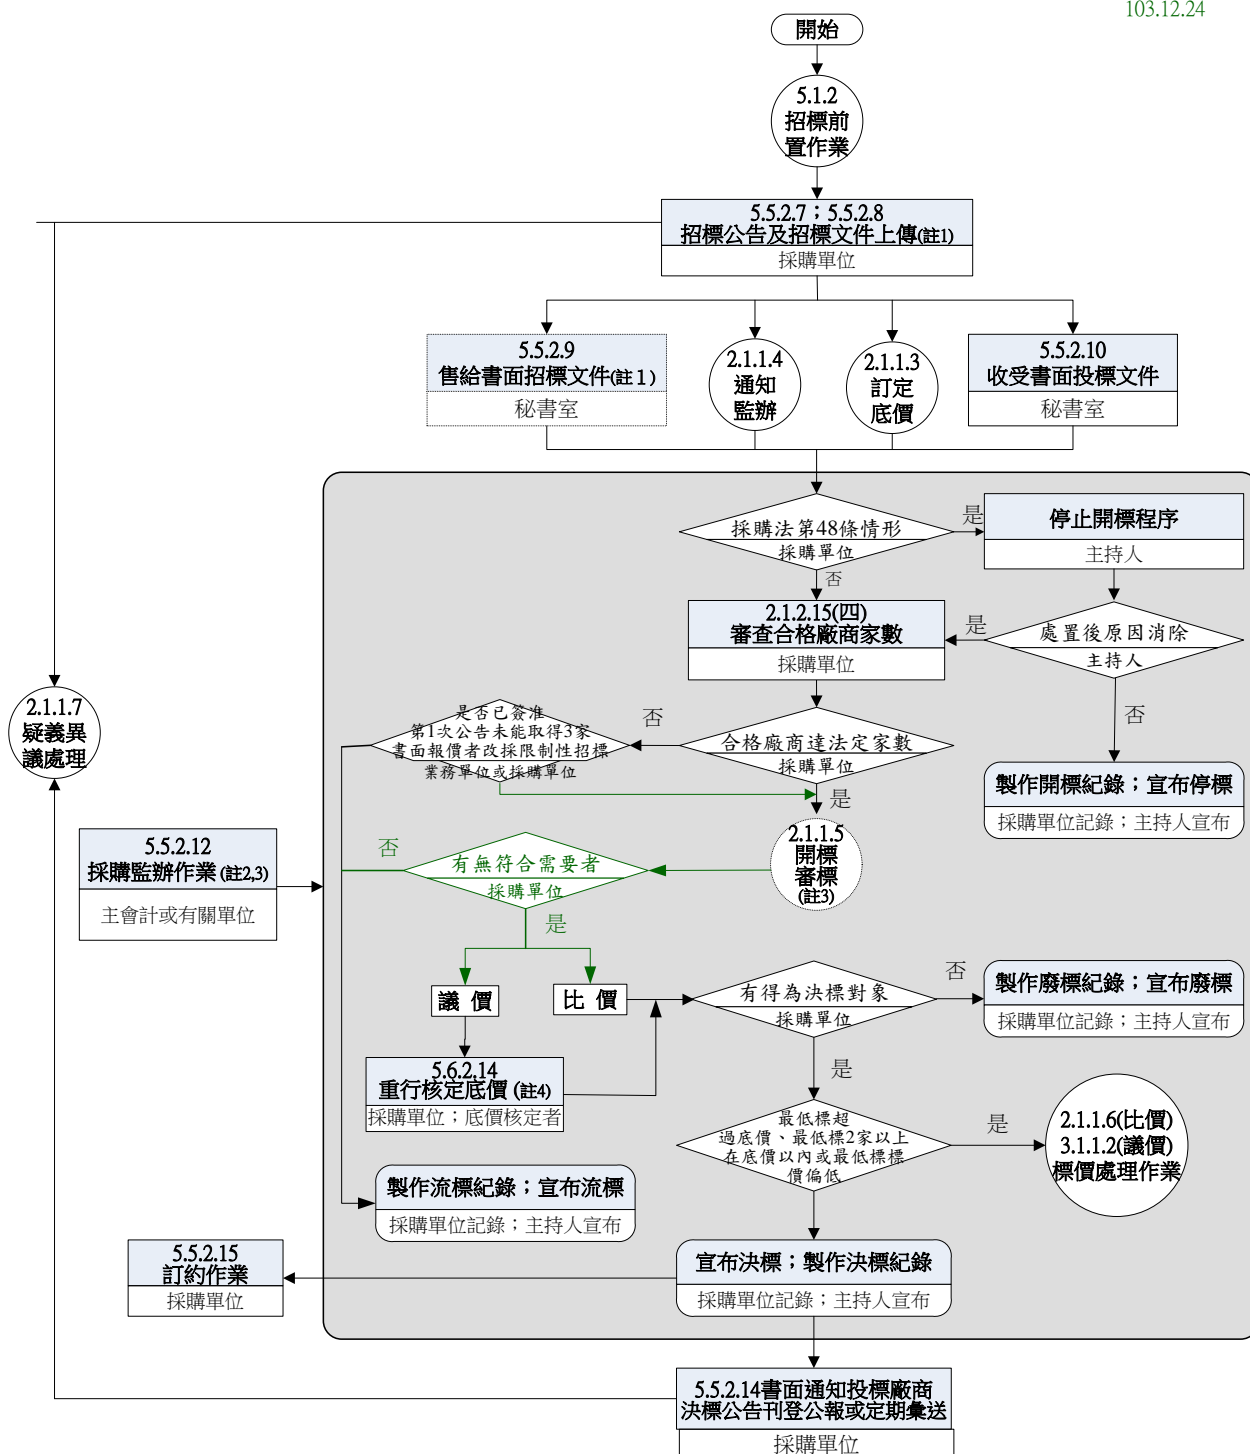 103.12.24
開始
5.1.2
招標前
置作業
5.5.2.7；5.5.2.8
招標公告及招標文件上傳(註1)
採購單位
5.5.2.9
售給書面招標文件(註１)
秘書室
2.1.1.4
通知
監辦
2.1.1.3
訂定
底價
5.5.2.10
收受書面投標文件
秘書室
採購法第48條情形
採購單位
是
否
停止開標程序
主持人
2.1.2.15(四)
審查合格廠商家數
採購單位
是
處置後原因消除
主持人
否
2.1.1.7
疑義異
議處理
是否已簽准
第1次公告未能取得3家
書面報價者改採限制性招標
業務單位或採購單位
否
合格廠商達法定家數
採購單位
是
製作開標紀錄；宣布停標
採購單位記錄；主持人宣布
5.5.2.12
採購監辦作業(註2,3)
主會計或有關單位
否
有無符合需要者
採購單位
是
2.1.1.5
開標
審標
(註3)
議 價
比 價
有得為決標對象
採購單位
否
是
製作廢標紀錄；宣布廢標
採購單位記錄；主持人宣布
5.6.2.14
重行核定底價(註4)
採購單位；底價核定者
最低標超
過底價、最低標2家以上
在底價以內或最低標標
價偏低
是
2.1.1.6(比價)
3.1.1.2(議價)
標價處理作業
製作流標紀錄；宣布流標
採購單位記錄；主持人宣布
5.5.2.15
訂約作業
採購單位
宣布決標；製作決標紀錄
採購單位記錄；主持人宣布
5.5.2.14書面通知投標廠商
決標公告刊登公報或定期彙送
採購單位